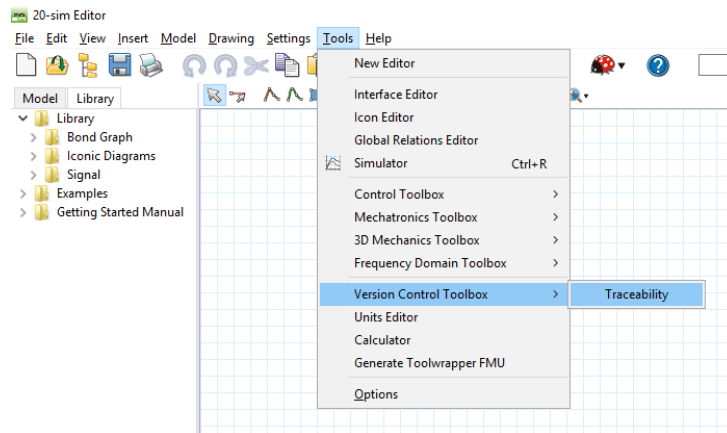 20-sim Editor
File Edit View Insert Model Drawing Settings Tools Help
New Editor
Model Library
Interface Editor
Library
Icon Editor
Bond Graph
Global Relations Editor
Iconic Diagrams
Simulator Ctrl+R
Signal
Examples
Control Toolbox
Getting Started Manual
Mechatronics Toolbox
3D Mechanics Toolbox
Frequency Domain Toolbox
Version Control Toolbox Traceability
Units Editor
Calculator
Generate Toolwrapper FMU
Options